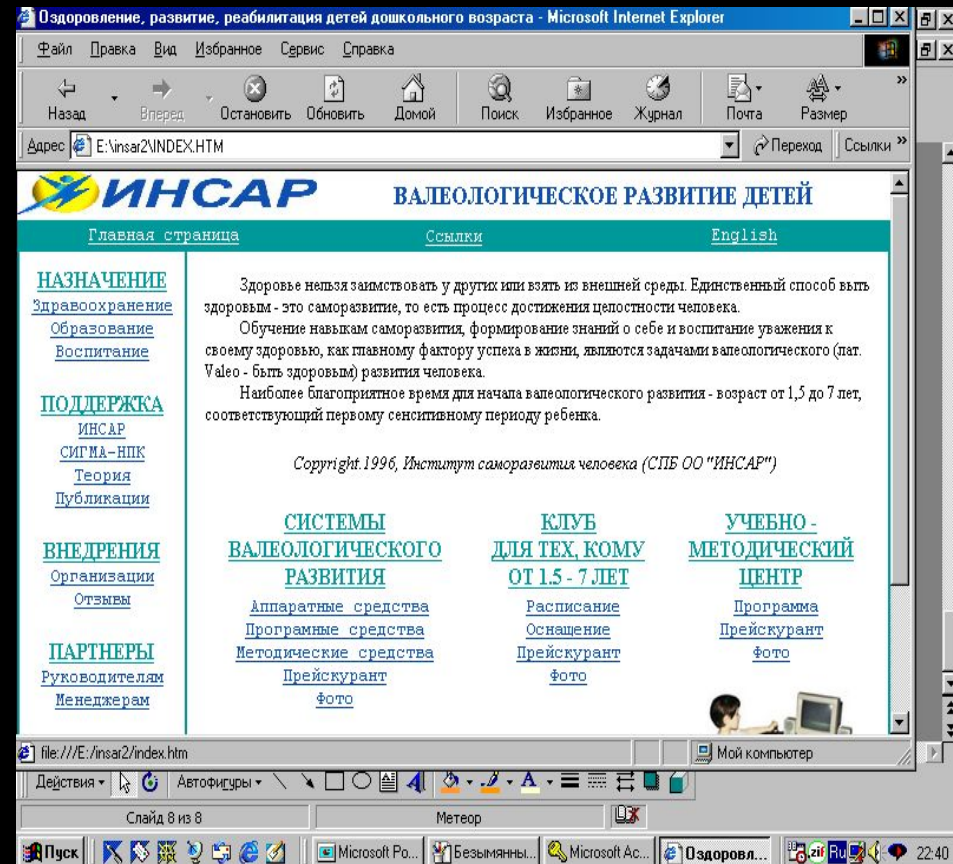 Оздоровление, развитие, реабилитация детей дошкольного возраста - Microsoft Internet Explorer
Файл Правка Вид Избранное Сервис Справка
Назад Вперед Остановить Обновить Домой Поиск Избранное Журнал Почта Размер »
Адрес E:\insar2\INDEX.HTM Переход Ссылки »
ИНСАР ВАЛЕОЛОГИЧЕСКОЕ РАЗВИТИЕ ДЕТЕЙ
Главная страница Ссылки English
НАЗНАЧЕНИЕ
Здравоохранение
Образование
Воспитание
ПОДДЕРЖКА
ИНСАР
СИГМА-НПК
Теория
Публикации
ВНЕДРЕНИЯ
Организации
Отзывы
ПАРТНЕРЫ
Руководителям
Менеджерам
Здоровье нельзя заимствовать у других или взять из внешней среды. Единственный способ выть
здоровым - это саморазвитие, то есть процесс достижения целостности человека.
Обучение навыкам саморазвития, формирование знаний о себе и воспитание уважения к
своему здоровью, как главному фактору успеха в жизни, являются задачами валеологического (лат.
Valeo - быть здоровым) развития человека.
Наиболее благоприятное время для начала валеологического развития - возраст от 1,5 до 7 лет,
соответствующий первому сенситивному периоду ребенка.
Copyright.1996, Институт саморазвития человека (СПБ ОО "ИНСАР")
СИСТЕМЫ
ВАЛЕОЛОГИЧЕСКОГО
РАЗВИТИЯ
Аппаратные средства
Програмные средства
Методические средства
Прейскурант
Фото
КЛУБ
ДЛЯ ТЕХ, КОМУ
ОТ 1.5 - 7 ЛЕТ
Расписание
Оснащение
Прейскурант
Фото
УЧЕБНО -
МЕТОДИЧЕСКИЙ
ЦЕНТР
Программа
Прейскурант
Фото
file:///E:/insar2/index.htm Мой компьютер
Действия Автофигуры
Слайд 8 из 8 Метеор
Пуск Microsoft Po... Безымянны... Microsoft Ac... Оздоровл... Ru 22:40